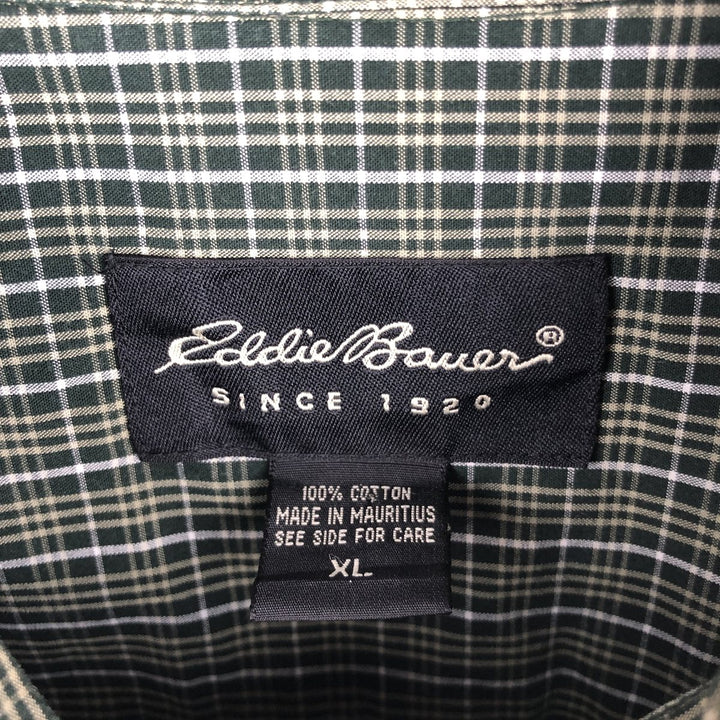 Eddie Bauer®
SINCE 1920
100% COTTON
MADE IN MAURITIUS
SEE SIDE FOR CARE
XL